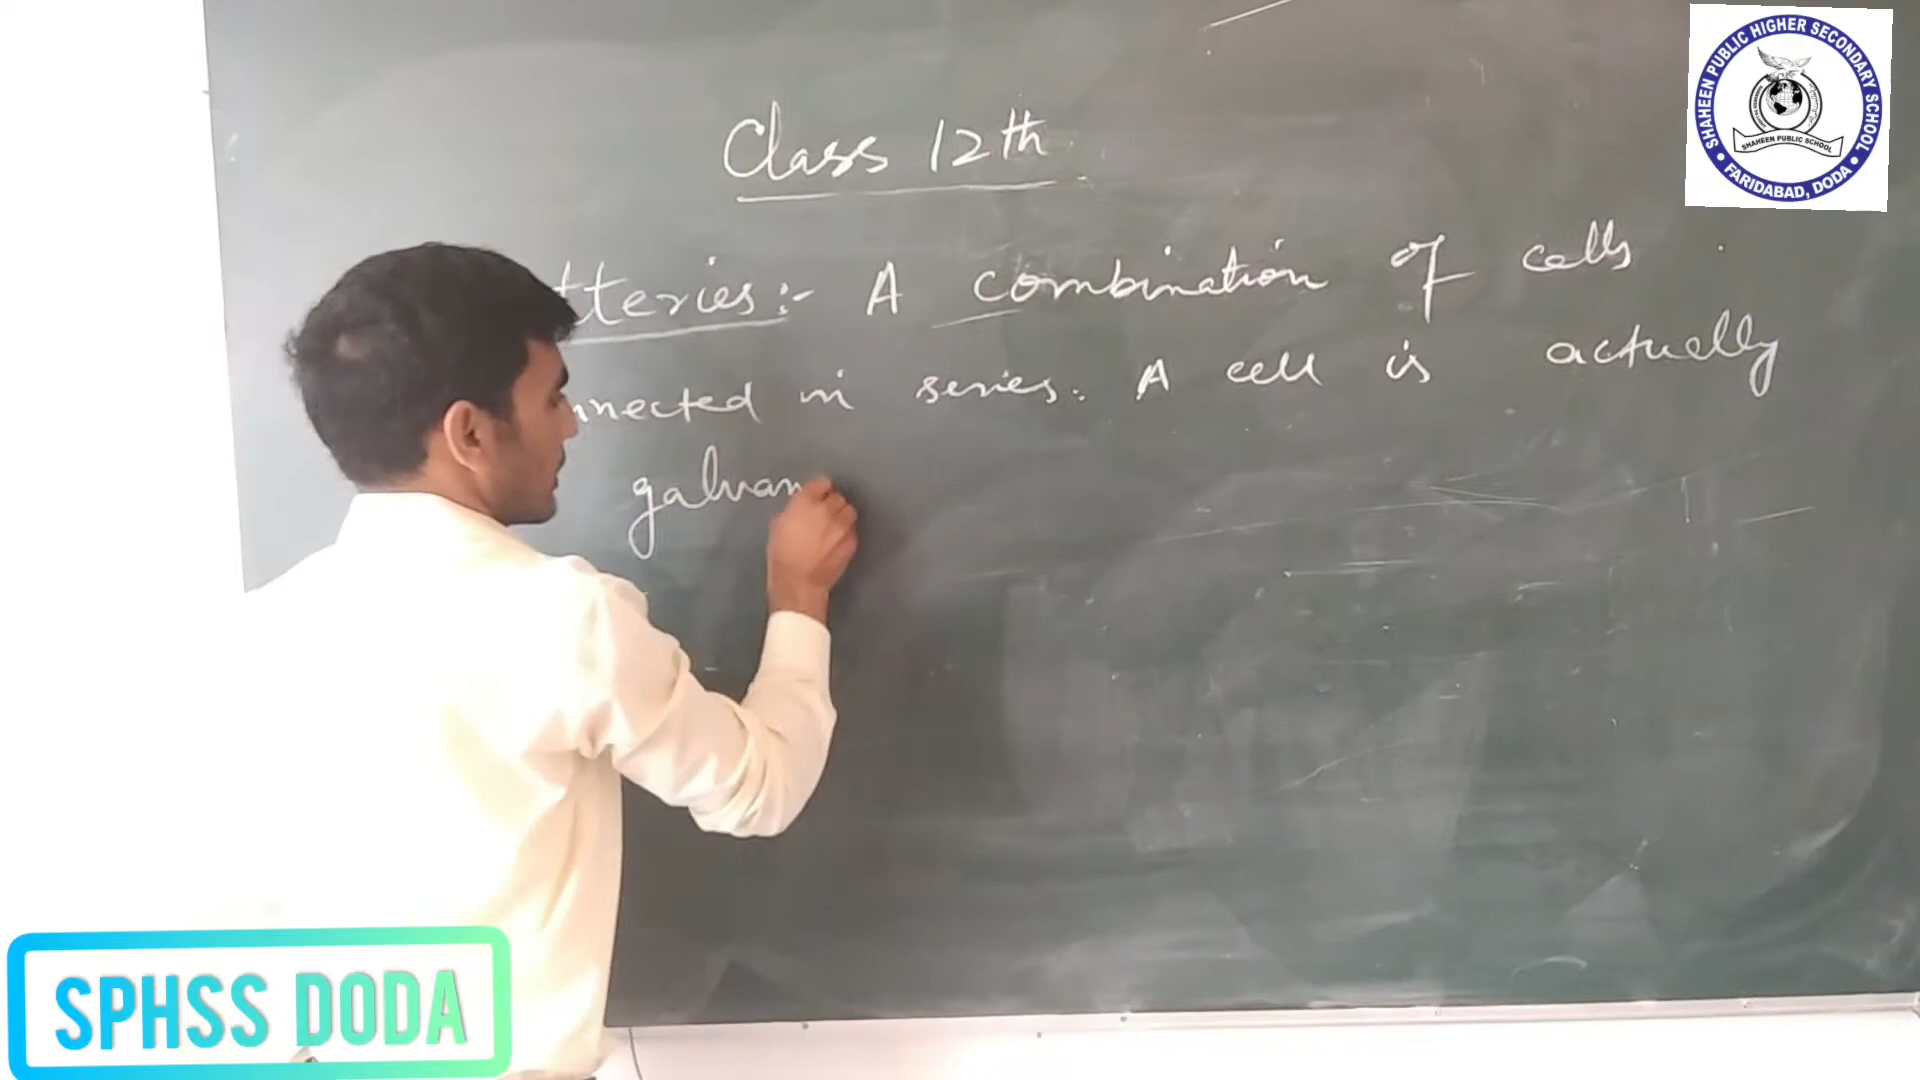 SHAHEEN PUBLIC HIGHER SECONDARY SCHOOL
SHAHEEN PUBLIC SCHOOL
• FARIDABAD, DODA •
Class 12th
tteries:- A combination of cells
nnected in series. A cell is actually
galvan
SPHSS DODA